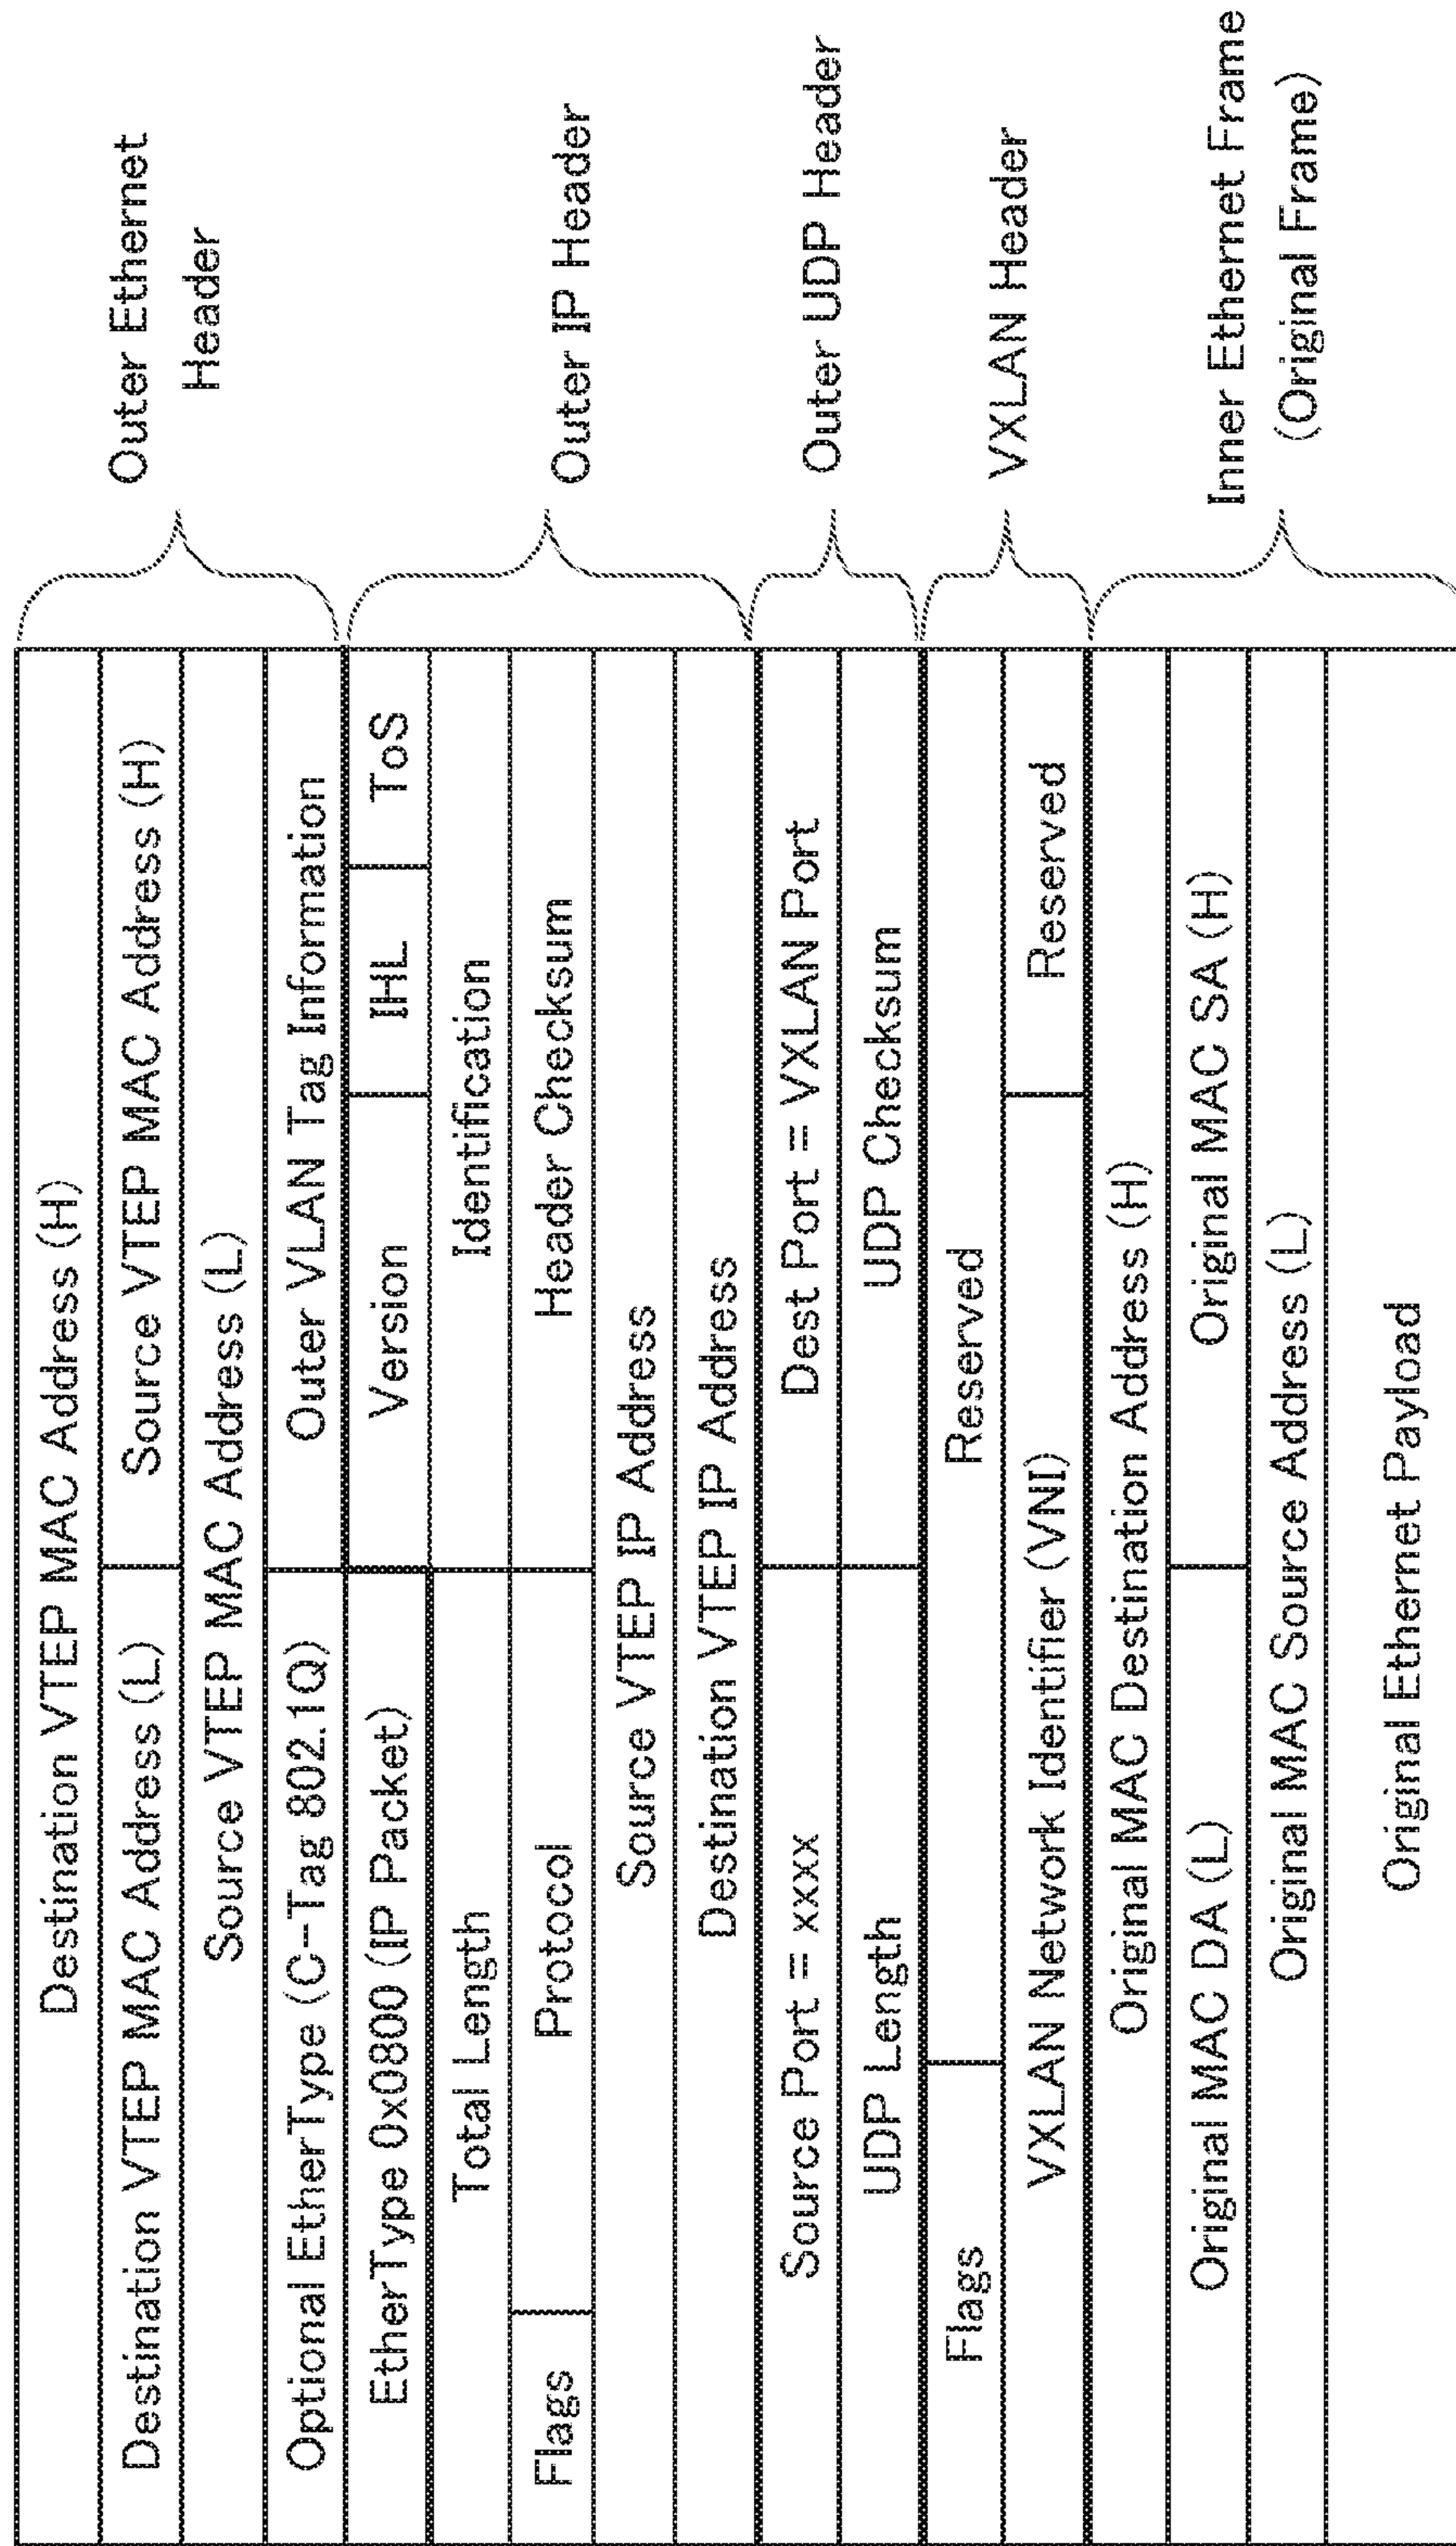 Destination VTEP MAC Address (H)
Destination VTEP MAC Address (L)
Source VTEP MAC Address (H)
Source VTEP MAC Address (L)
Optional EtherType (C-Tag 802.1Q)
Outer VLAN Tag Information
EtherType 0x0800 (IP Packet)
Version
IHL
ToS
Total Length
Identification
Flags
Protocol
Header Checksum
Source VTEP IP Address
Destination VTEP IP Address
Source Port = xxxx
Dest Port = VXLAN Port
UDP Length
UDP Checksum
Flags
Reserved
VXLAN Network Identifier (VNI)
Reserved
Original MAC Destination Address (H)
Original MAC DA (L)
Original MAC SA (H)
Original MAC Source Address (L)
Original Ethernet Payload
Outer Ethernet
Header
Outer IP Header
Outer UDP Header
VXLAN Header
Inner Ethernet Frame
(Original Frame)